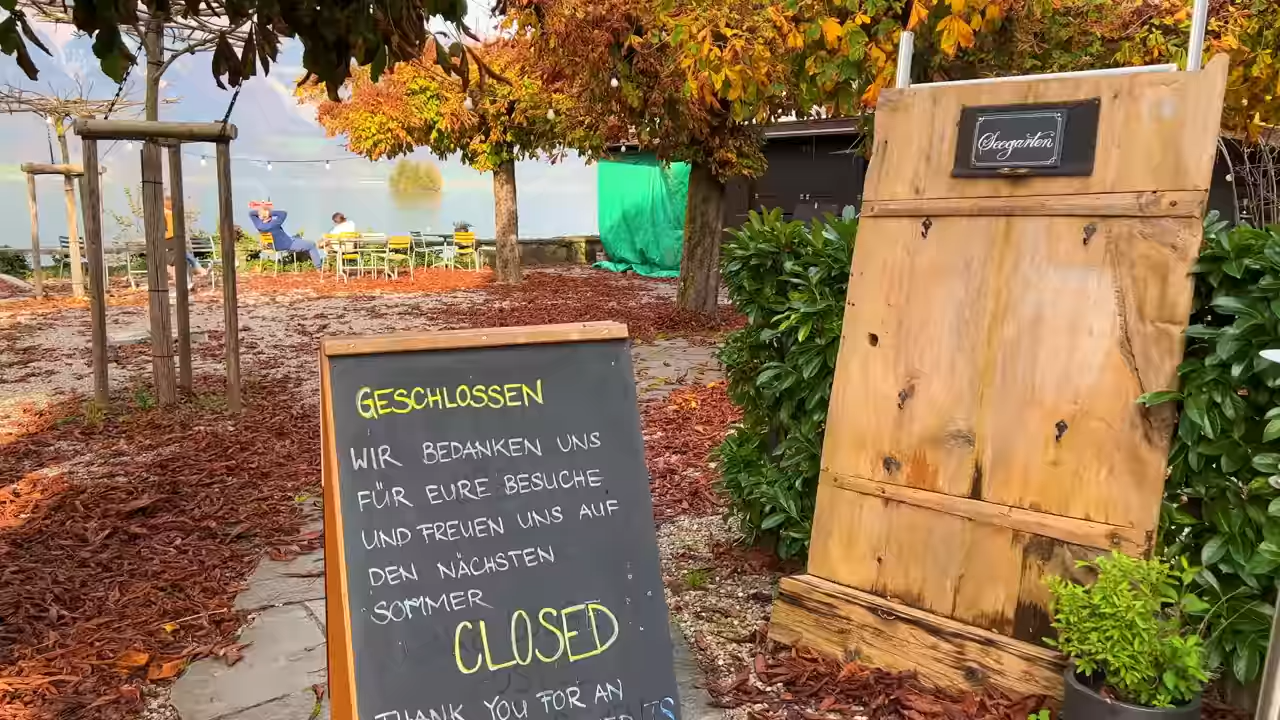 Seegarten
GESCHLOSSEN
WIR BEDANKEN UNS
FÜR EURE BESUCHE
UND FREUEN UNS AUF
DEN NÄCHSTEN
SOMMER
CLOSED
THANK YOU FOR AN